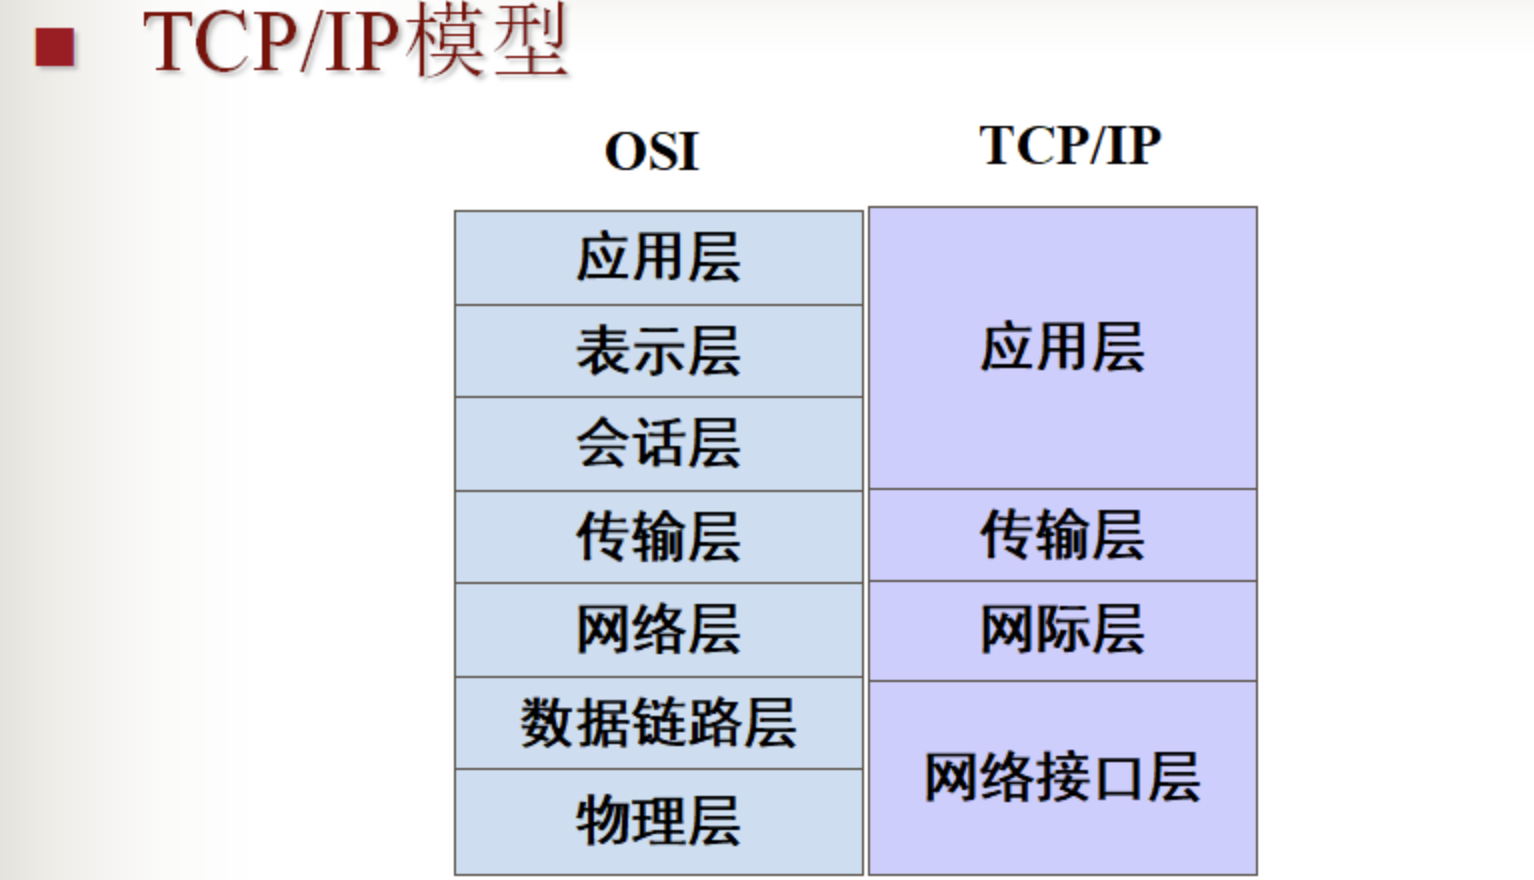 TCP/IP模型
OSI
TCP/IP
应用层
表示层
会话层
传输层
网络层
数据链路层
物理层
应用层
传输层
网际层
网络接口层